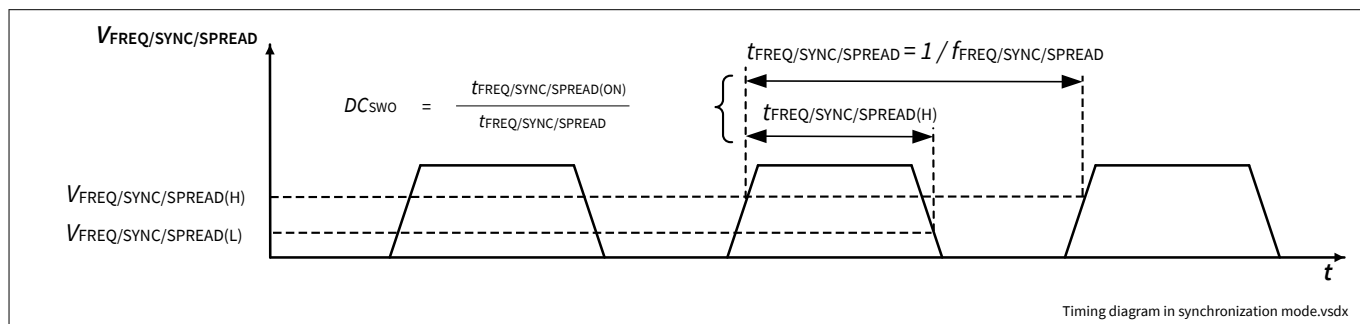 VFREQ/SYNC/SPREAD
tFREQ/SYNC/SPREAD = 1 / fFREQ/SYNC/SPREAD
DCSWO = tFREQ/SYNC/SPREAD(ON)
tFREQ/SYNC/SPREAD
tFREQ/SYNC/SPREAD(H)
VFREQ/SYNC/SPREAD(H)
VFREQ/SYNC/SPREAD(L)
t
Timing diagram in synchronization mode.vsdx